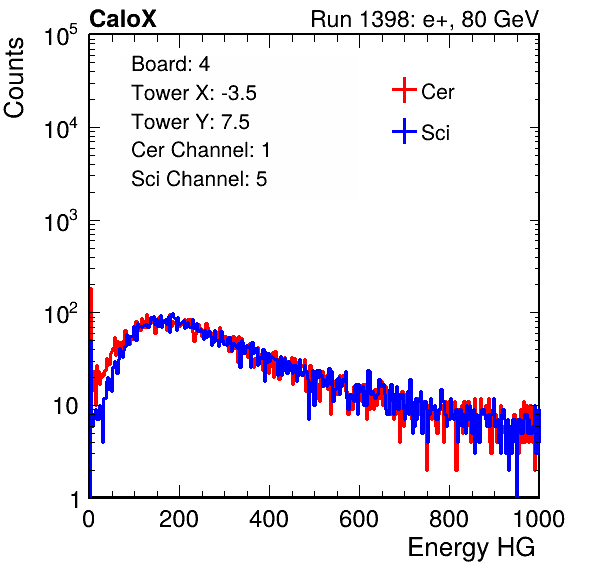 CaloX
Run 1398: e+, 80 GeV
Counts
Board: 4
Tower X: -3.5
Tower Y: 7.5
Cer Channel: 1
Sci Channel: 5
Cer
Sci
10^5
10^4
10^3
10^2
10
1
0 200 400 600 800 1000
Energy HG